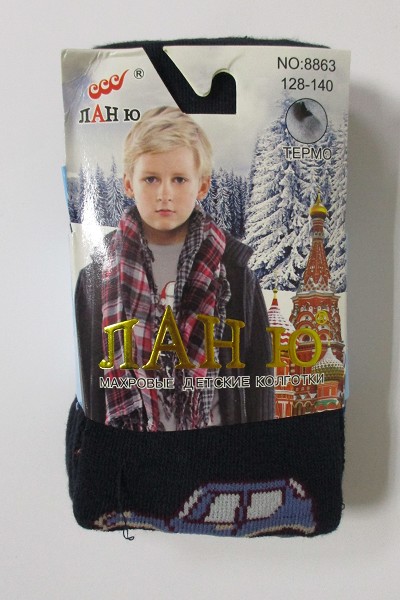 ЛАН Ю ®
NO:8863
128-140
ТЕРМО
ЛАН Ю ®
МАХРОВЫЕ ДЕТСКИЕ КОЛГОТКИ